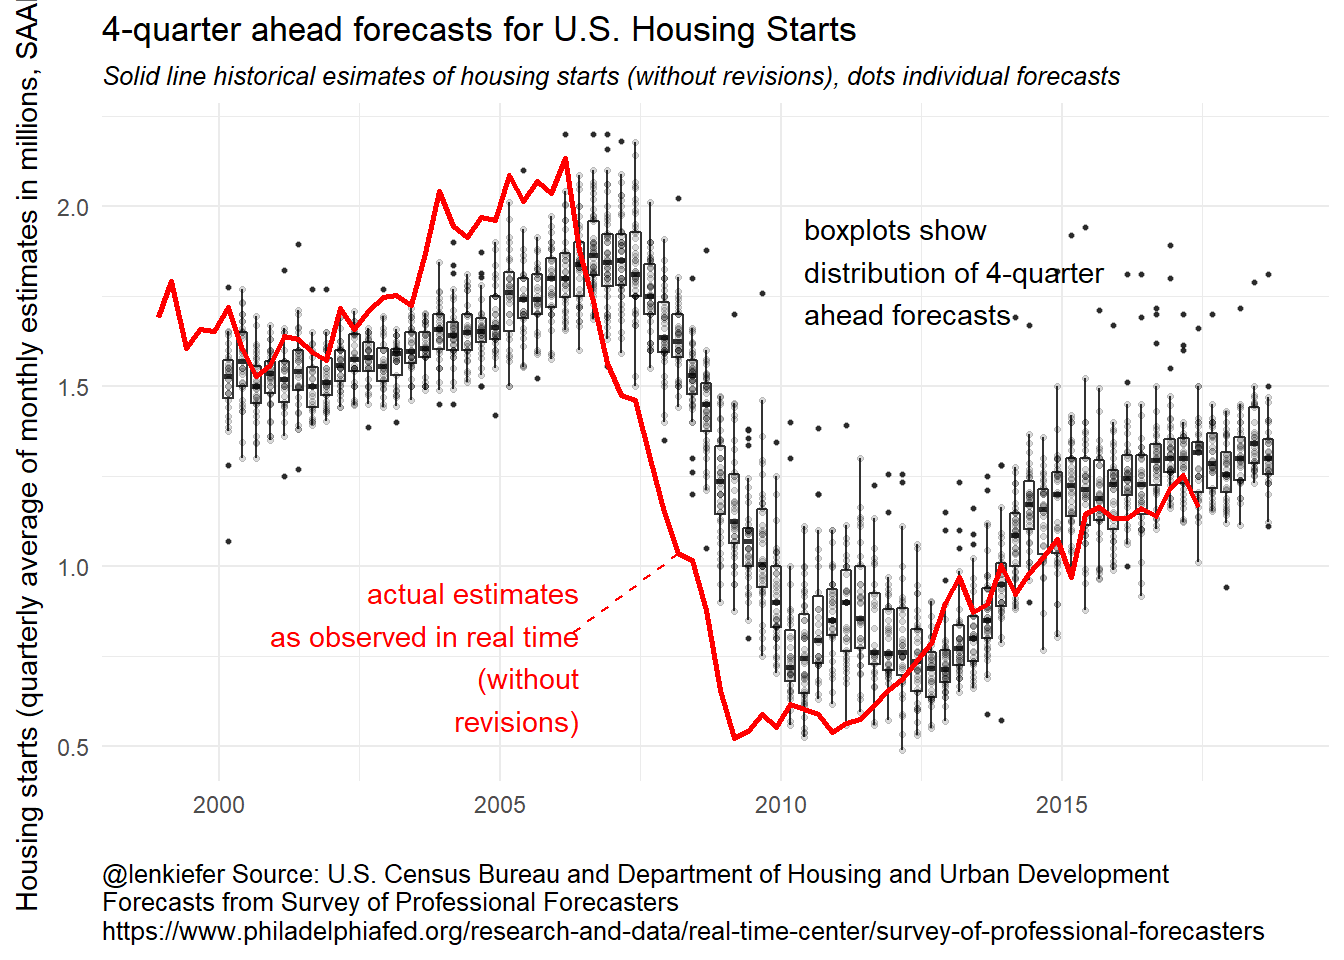 4-quarter ahead forecasts for U.S. Housing Starts
Solid line historical esimates of housing starts (without revisions), dots individual forecasts
Housing starts (quarterly average of monthly estimates in millions, SAAR
2.0
1.5
1.0
0.5
boxplots show
distribution of 4-quarter
ahead forecasts
actual estimates
as observed in real time
(without
revisions)
2000
2005
2010
2015
@lenkiefer Source: U.S. Census Bureau and Department of Housing and Urban Development
Forecasts from Survey of Professional Forecasters
https://www.philadelphiafed.org/research-and-data/real-time-center/survey-of-professional-forecasters